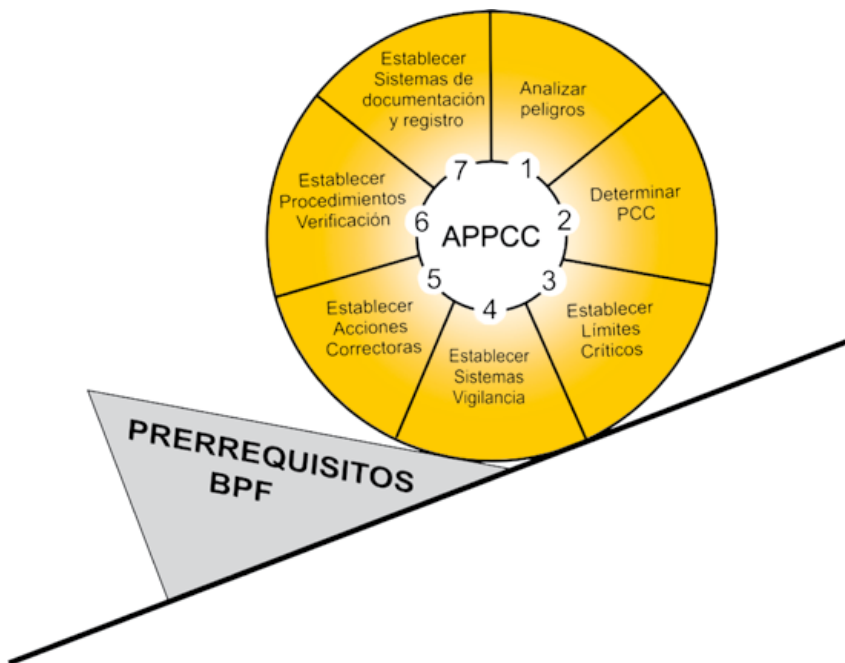 Establecer
Sistemas de
documentación
y registro
7
Analizar
peligros
1
Determinar
PCC
2
Establecer
Límites
Críticos
3
Establecer
Sistemas
Vigilancia
4
Establecer
Acciones
Correctoras
5
Establecer
Procedimientos
Verificación
6
APPCC
PRERREQUISITOS
BPF